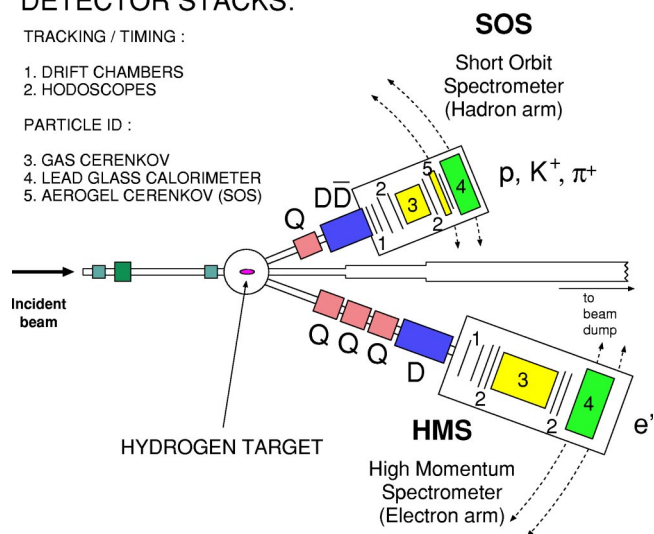 DETECTOR STACKS:
TRACKING / TIMING :
1. DRIFT CHAMBERS
2. HODOSCOPES
PARTICLE ID :
3. GAS CERENKOV
4. LEAD GLASS CALORIMETER
5. AEROGEL CERENKOV (SOS)
SOS
Short Orbit
Spectrometer
(Hadron arm)
p, K⁺, π⁺
Q
DD̅
1
2
3
5
2
4
Incident
beam
to
beam
dump
Q
Q
Q
D
1
2
3
2
4
e'
HYDROGEN TARGET
HMS
High Momentum
Spectrometer
(Electron arm)